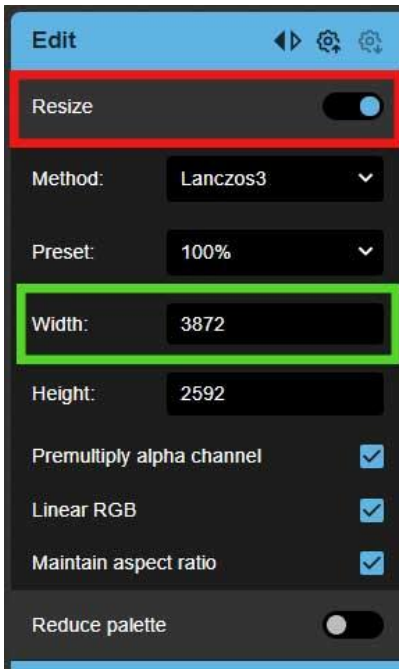 Edit
Resize
Method: Lanczos3
Preset: 100%
Width: 3872
Height: 2592
Premultiply alpha channel
Linear RGB
Maintain aspect ratio
Reduce palette